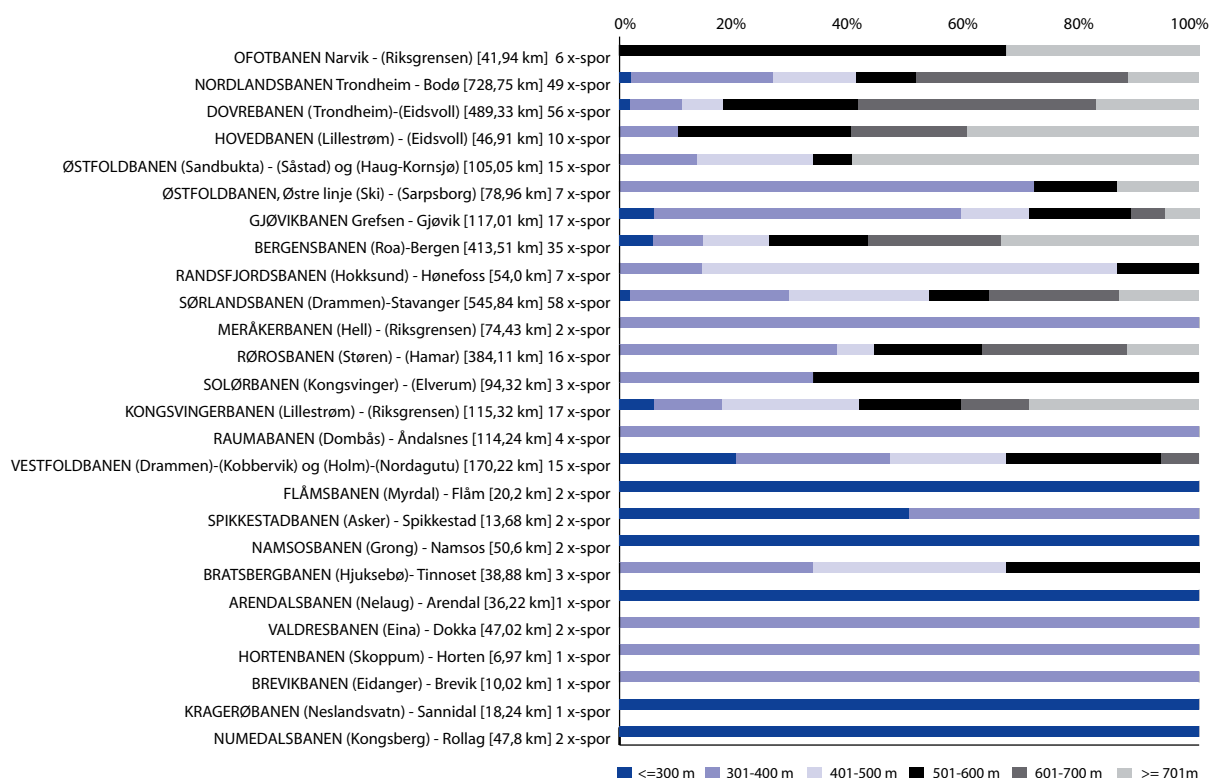 0% 20% 40% 60% 80% 100%
OFOTBANEN Narvik - (Riksgrensen) [41,94 km] 6 x-spor
NORDLANDSBANEN Trondheim - Bodø [728,75 km] 49 x-spor
DOVREBANEN (Trondheim)-(Eidsvoll) [489,33 km] 56 x-spor
HOVEDBANEN (Lillestrøm) - (Eidsvoll) [46,91 km] 10 x-spor
ØSTFOLDBANEN (Sandbukta) - (Såstad) og (Haug-Kornsjø) [105,05 km] 15 x-spor
ØSTFOLDBANEN, Østre linje (Ski) - (Sarpsborg) [78,96 km] 7 x-spor
GJØVIKBANEN Grefsen - Gjøvik [117,01 km] 17 x-spor
BERGENSBANEN (Roa)-Bergen [413,51 km] 35 x-spor
RANDSFJORDSBANEN (Hokksund) - Hønefoss [54,0 km] 7 x-spor
SØRLANDSBANEN (Drammen)-Stavanger [545,84 km] 58 x-spor
MERÅKERBANEN (Hell) - (Riksgrensen) [74,43 km] 2 x-spor
RØROSBANEN (Støren) - (Hamar) [384,11 km] 16 x-spor
SOLØRBANEN (Kongsvinger) - (Elverum) [94,32 km] 3 x-spor
KONGSVINGERBANEN (Lillestrøm) - (Riksgrensen) [115,32 km] 17 x-spor
RAUMABANEN (Dombås) - Åndalsnes [114,24 km] 4 x-spor
VESTFOLDBANEN (Drammen)-(Kobbervik) og (Holm)-(Nordagutu) [170,22 km] 15 x-spor
FLÅMSBANEN (Myrdal) - Flåm [20,2 km] 2 x-spor
SPIKKESTADBANEN (Asker) - Spikkestad [13,68 km] 2 x-spor
NAMSOSBANEN (Grong) - Namsos [50,6 km] 2 x-spor
BRATSBERGBANEN (Hjuksebø)- Tinnoset [38,88 km] 3 x-spor
ARENDALSBANEN (Nelaug) - Arendal [36,22 km]1 x-spor
VALDRESBANEN (Eina) - Dokka [47,02 km] 2 x-spor
HORTENBANEN (Skoppum) - Horten [6,97 km] 1 x-spor
BREVIKBANEN (Eidanger) - Brevik [10,02 km] 1 x-spor
KRAGERØBANEN (Neslandsvatn) - Sannidal [18,24 km] 1 x-spor
NUMEDALSBANEN (Kongsberg) - Rollag [47,8 km] 2 x-spor
<=300 m 301-400 m 401-500 m 501-600 m 601-700 m >= 701m